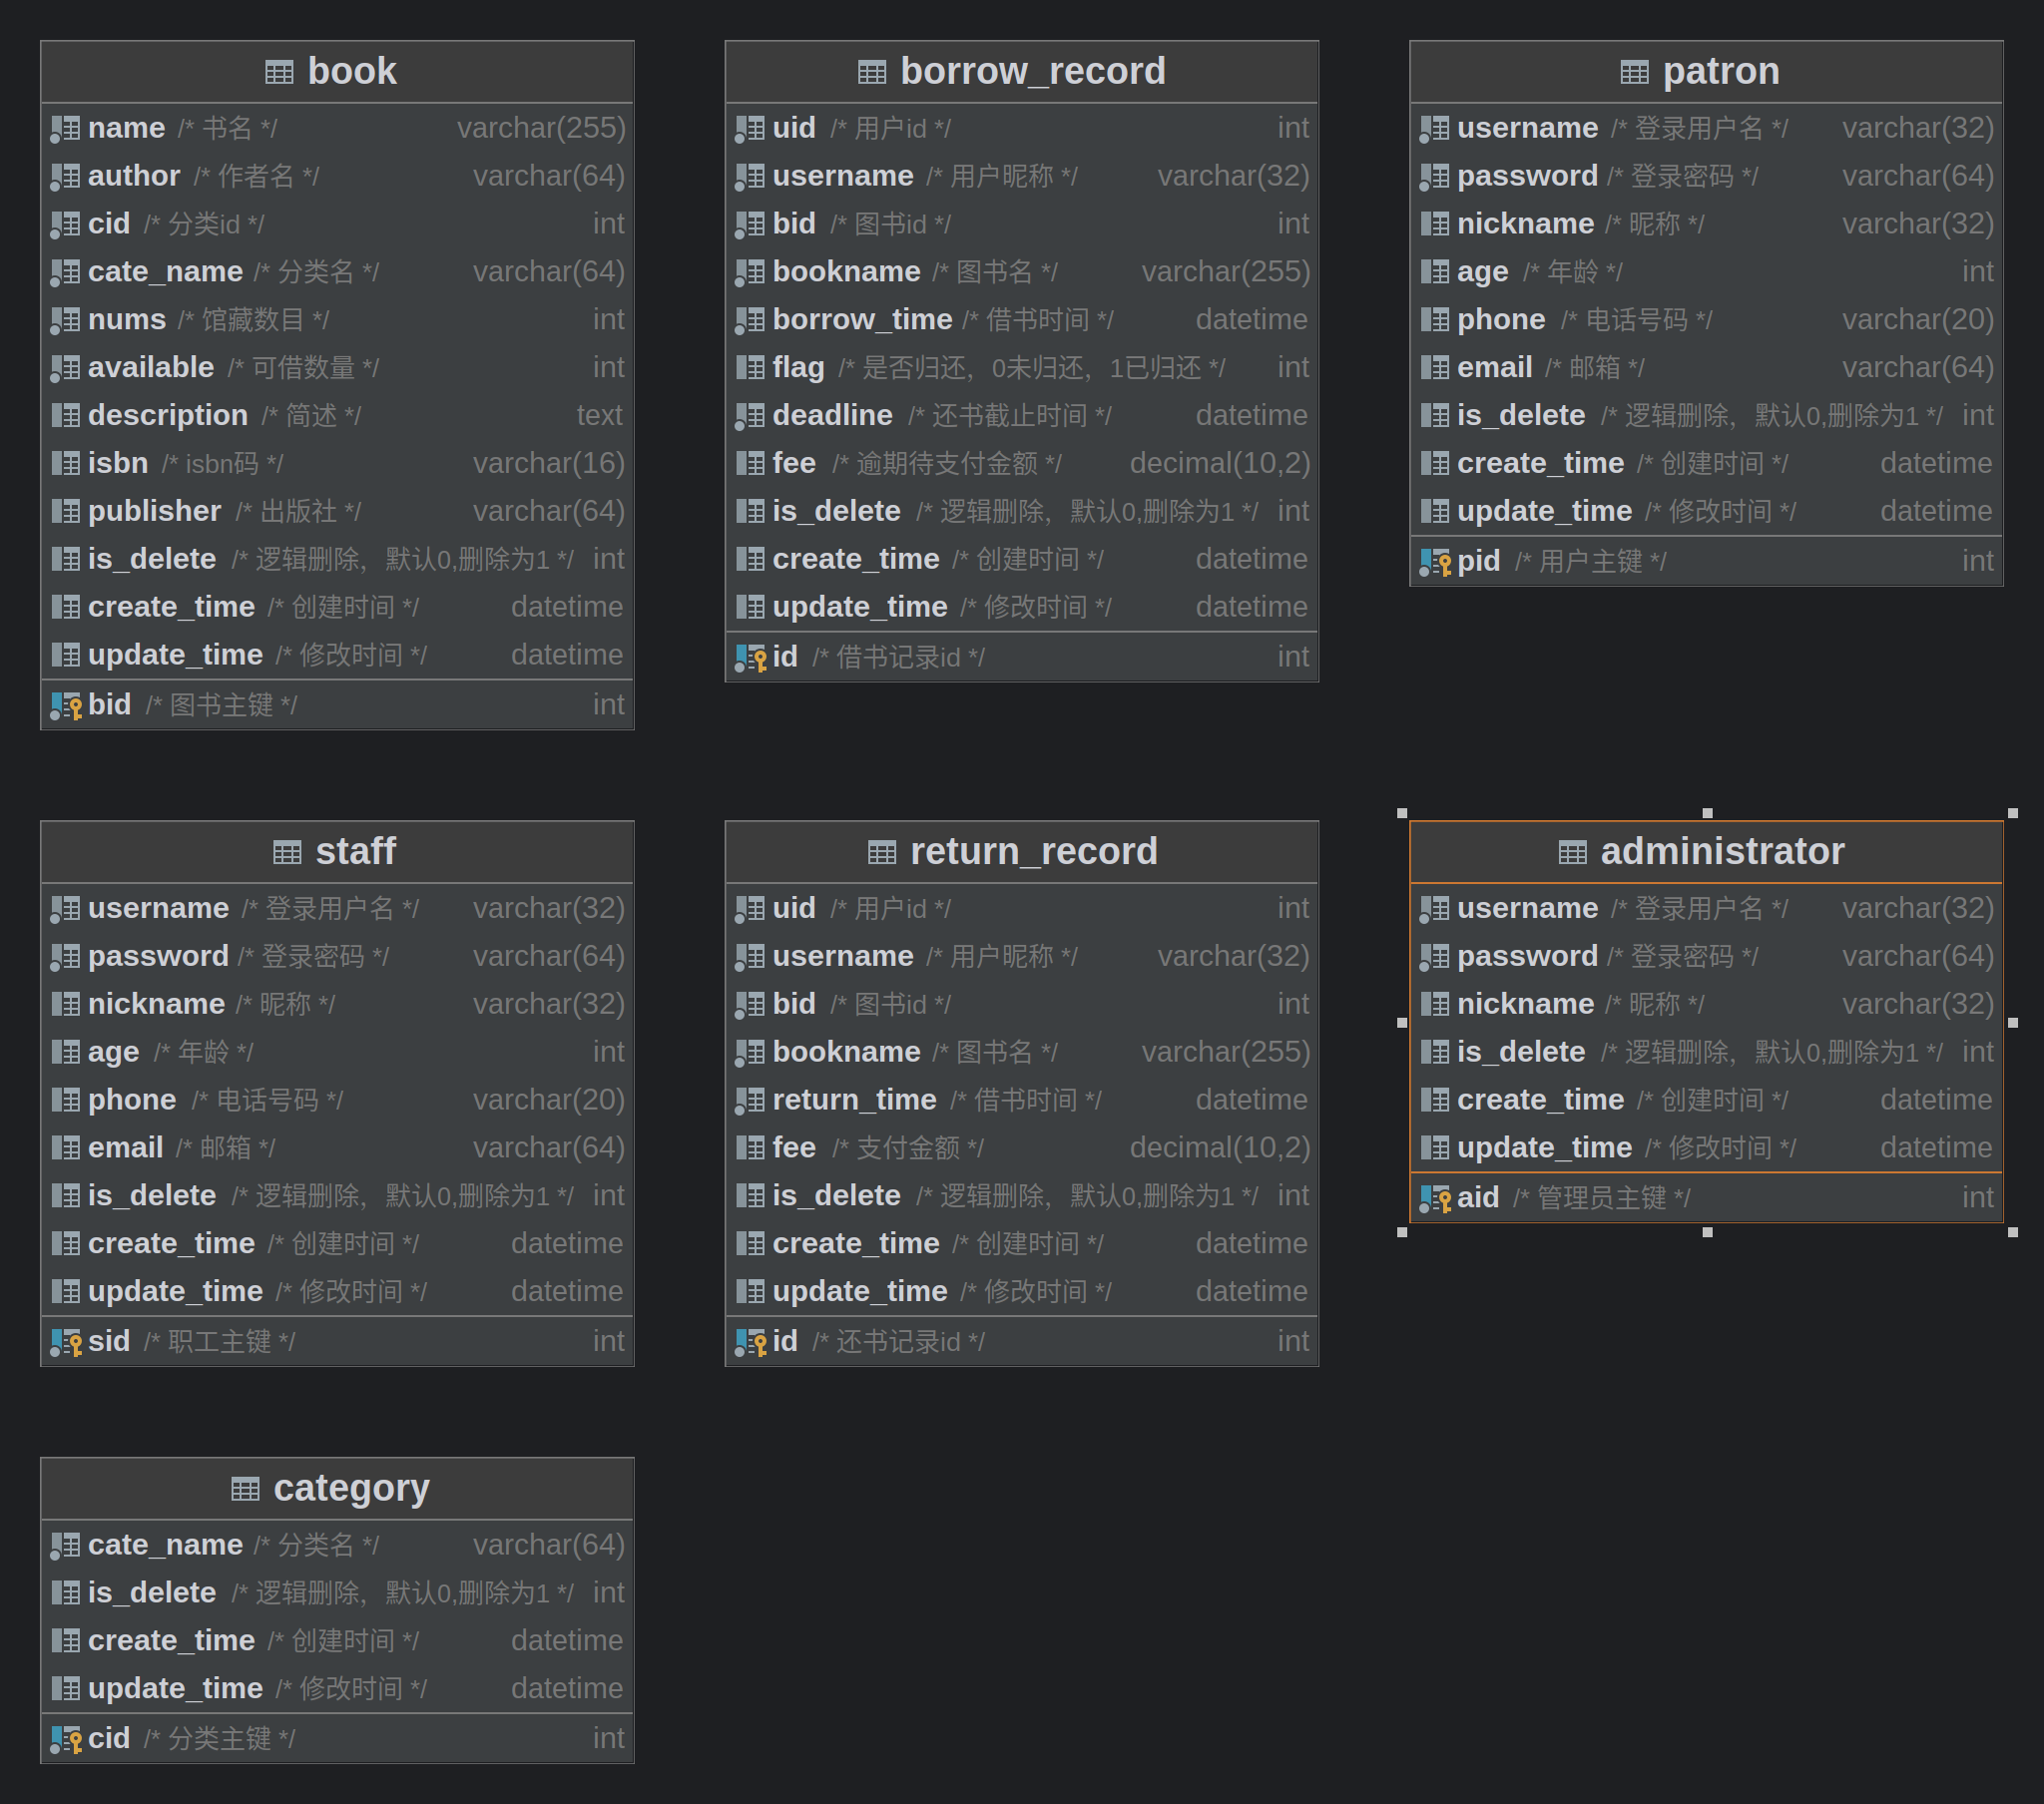 book
name /* 书名 */ varchar(255)
author /* 作者名 */ varchar(64)
cid /* 分类id */ int
cate_name /* 分类名 */ varchar(64)
nums /* 馆藏数目 */ int
available /* 可借数量 */ int
description /* 简述 */ text
isbn /* isbn码 */ varchar(16)
publisher /* 出版社 */ varchar(64)
is_delete /* 逻辑删除，默认0,删除为1 */ int
create_time /* 创建时间 */ datetime
update_time /* 修改时间 */ datetime
bid /* 图书主键 */ int
borrow_record
uid /* 用户id */ int
username /* 用户昵称 */ varchar(32)
bid /* 图书id */ int
bookname /* 图书名 */ varchar(255)
borrow_time /* 借书时间 */ datetime
flag /* 是否归还，0未归还，1已归还 */ int
deadline /* 还书截止时间 */ datetime
fee /* 逾期待支付金额 */ decimal(10,2)
is_delete /* 逻辑删除，默认0,删除为1 */ int
create_time /* 创建时间 */ datetime
update_time /* 修改时间 */ datetime
id /* 借书记录id */ int
patron
username /* 登录用户名 */ varchar(32)
password /* 登录密码 */ varchar(64)
nickname /* 昵称 */ varchar(32)
age /* 年龄 */ int
phone /* 电话号码 */ varchar(20)
email /* 邮箱 */ varchar(64)
is_delete /* 逻辑删除，默认0,删除为1 */ int
create_time /* 创建时间 */ datetime
update_time /* 修改时间 */ datetime
pid /* 用户主键 */ int
staff
username /* 登录用户名 */ varchar(32)
password /* 登录密码 */ varchar(64)
nickname /* 昵称 */ varchar(32)
age /* 年龄 */ int
phone /* 电话号码 */ varchar(20)
email /* 邮箱 */ varchar(64)
is_delete /* 逻辑删除，默认0,删除为1 */ int
create_time /* 创建时间 */ datetime
update_time /* 修改时间 */ datetime
sid /* 职工主键 */ int
return_record
uid /* 用户id */ int
username /* 用户昵称 */ varchar(32)
bid /* 图书id */ int
bookname /* 图书名 */ varchar(255)
return_time /* 借书时间 */ datetime
fee /* 支付金额 */ decimal(10,2)
is_delete /* 逻辑删除，默认0,删除为1 */ int
create_time /* 创建时间 */ datetime
update_time /* 修改时间 */ datetime
id /* 还书记录id */ int
administrator
username /* 登录用户名 */ varchar(32)
password /* 登录密码 */ varchar(64)
nickname /* 昵称 */ varchar(32)
is_delete /* 逻辑删除，默认0,删除为1 */ int
create_time /* 创建时间 */ datetime
update_time /* 修改时间 */ datetime
aid /* 管理员主键 */ int
category
cate_name /* 分类名 */ varchar(64)
is_delete /* 逻辑删除，默认0,删除为1 */ int
create_time /* 创建时间 */ datetime
update_time /* 修改时间 */ datetime
cid /* 分类主键 */ int